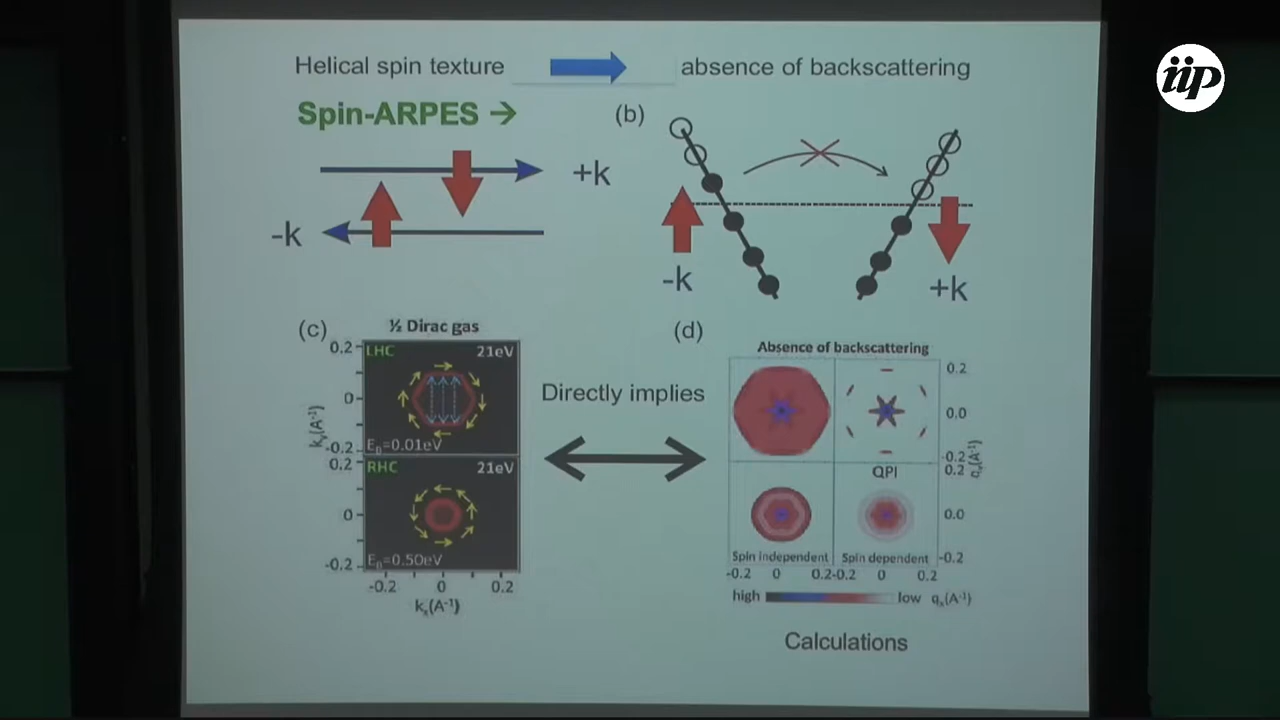 Helical spin texture
absence of backscattering
iip
Spin-ARPES →
+k
-k
(b)
-k
+k
(c)
½ Dirac gas
LHC 21eV
E_B=0.01eV
RHC 21eV
E_B=0.50eV
0.2
0
-0.2
0.2
0
-0.2
k_y(A⁻¹)
-0.2 0 0.2
k_x(A⁻¹)
Directly implies
(d)
Absence of backscattering
0.2
0.0
-0.2
0.2
0.0
-0.2
QPI
Spin independent
Spin dependent
-0.2 0 0.2 -0.2 0 0.2
high low q_x(A⁻¹)
Calculations